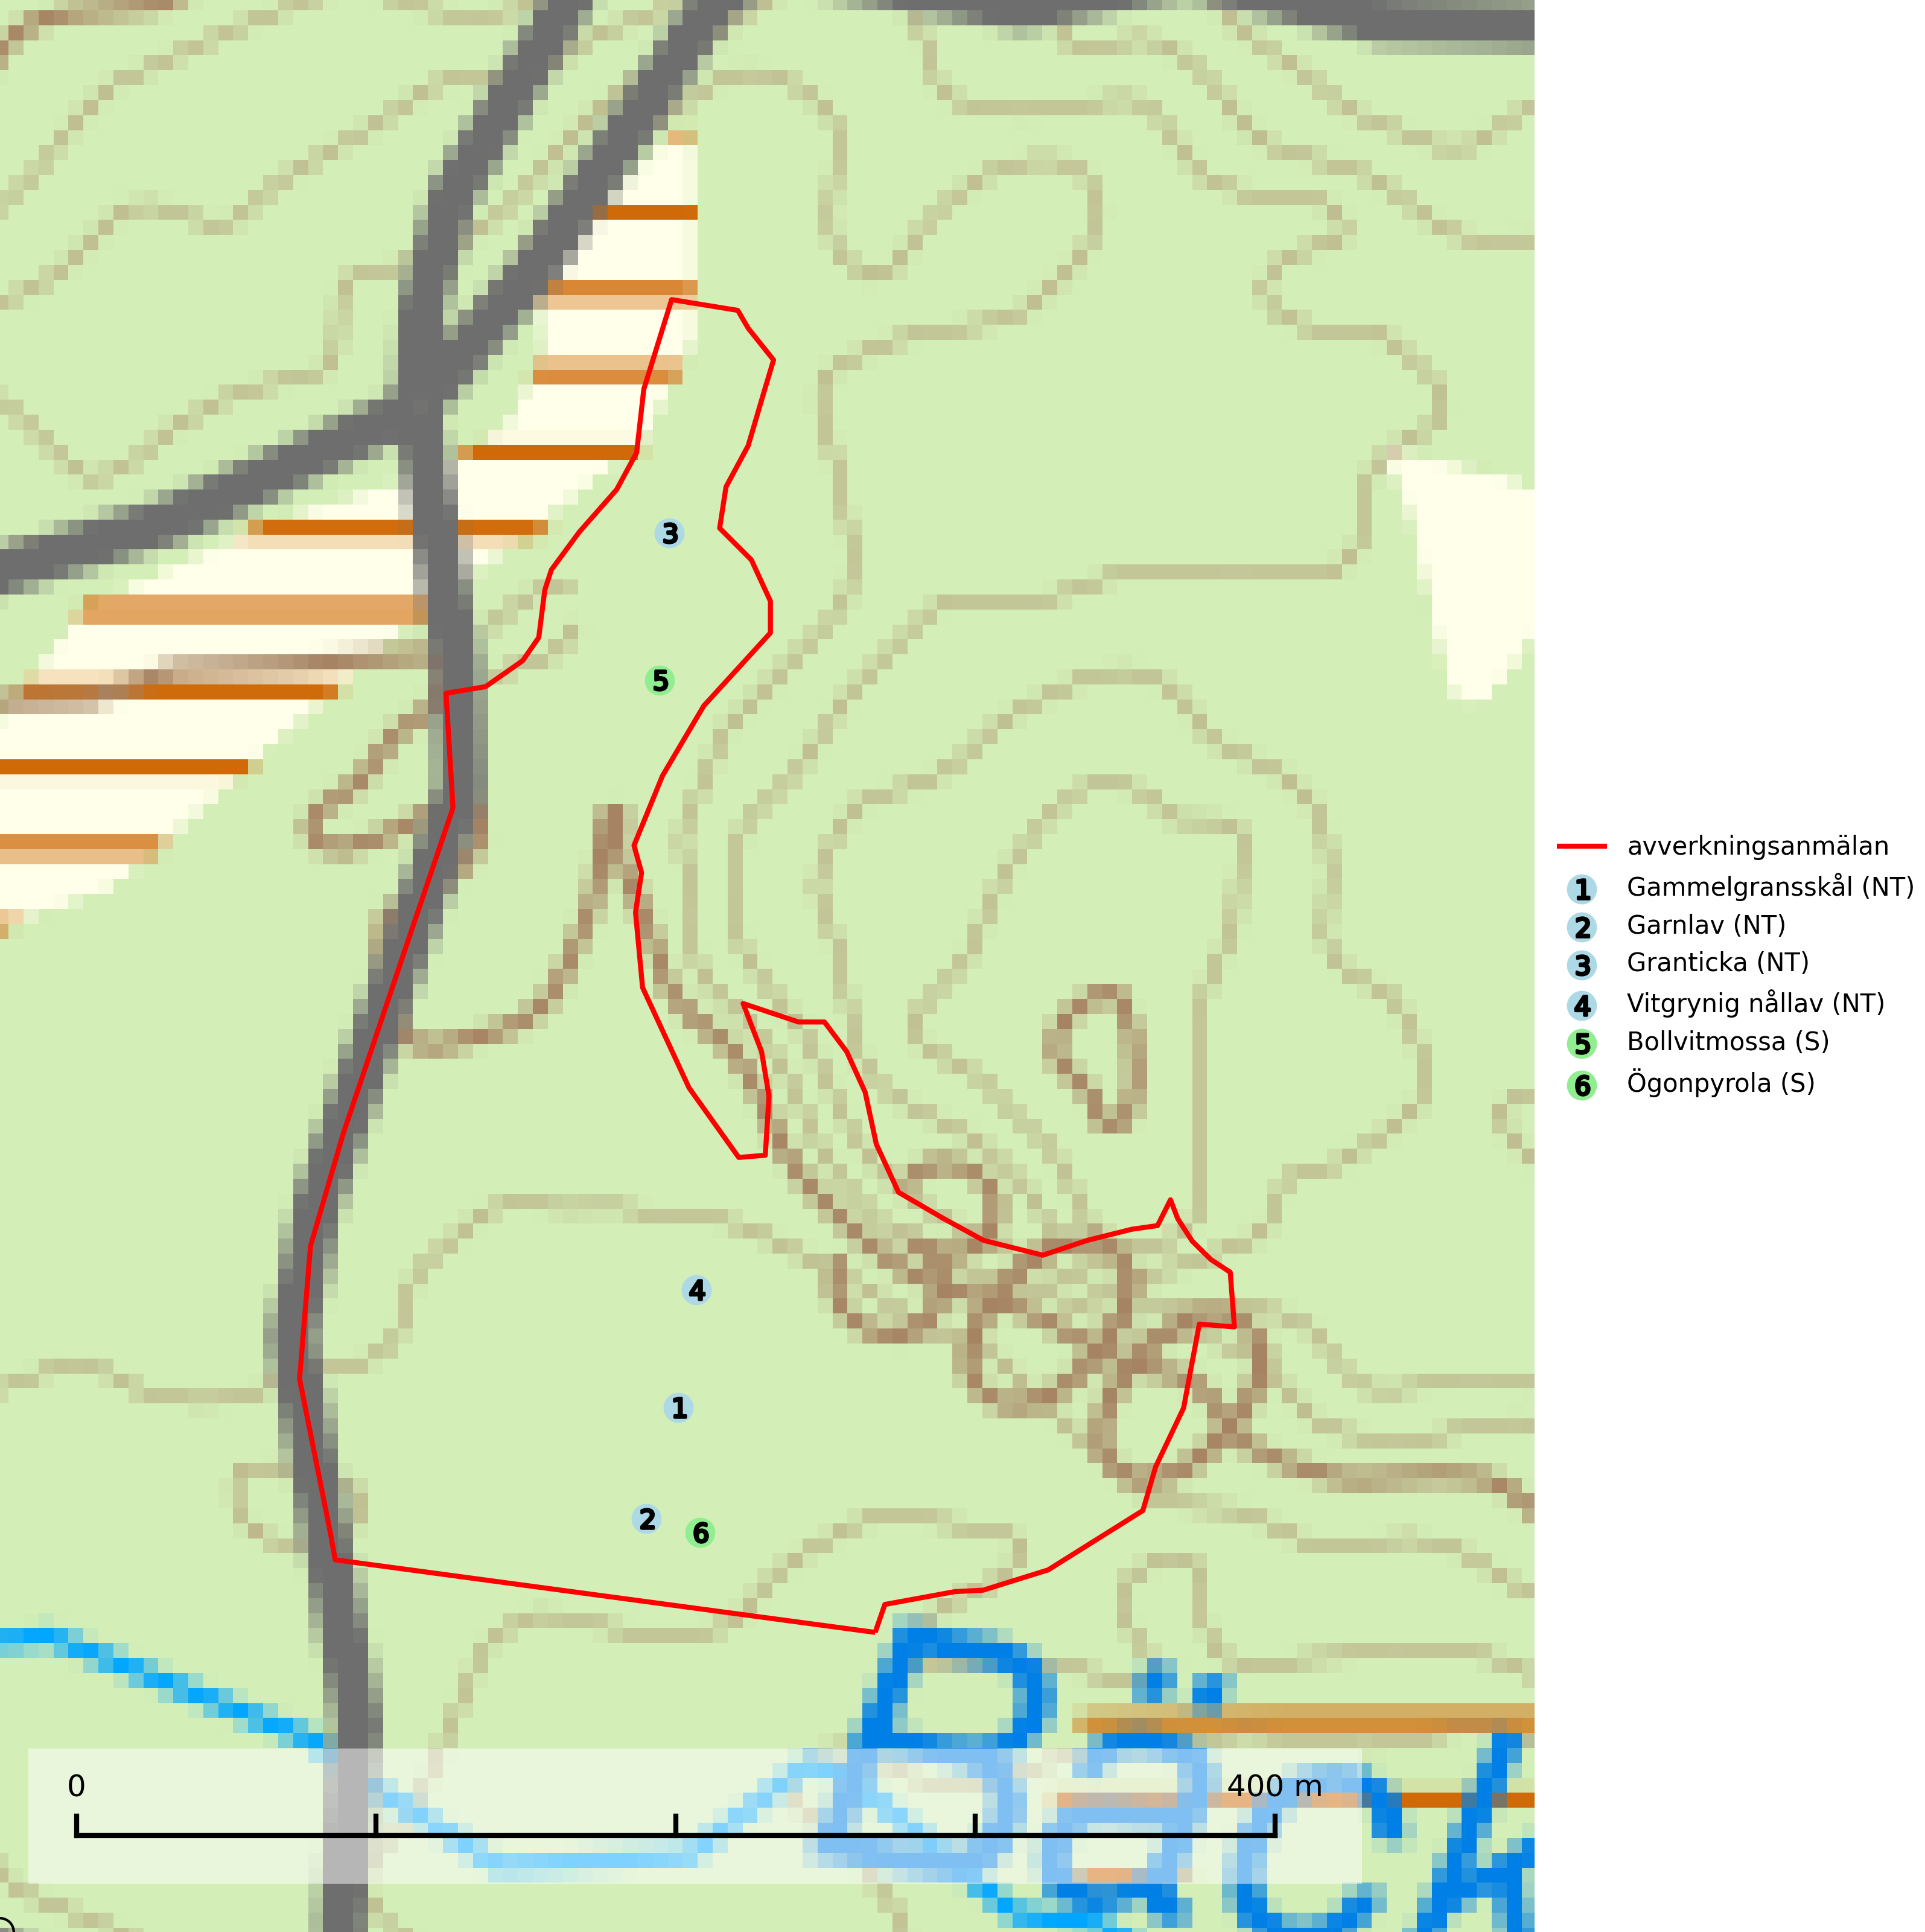 3
5
4
1
2
6
0 400 m
avverkningsanmälan
1 Gammelgransskål (NT)
2 Garnlav (NT)
3 Granticka (NT)
4 Vitgrynig nållav (NT)
5 Bollvitmossa (S)
6 Ögonpyrola (S)